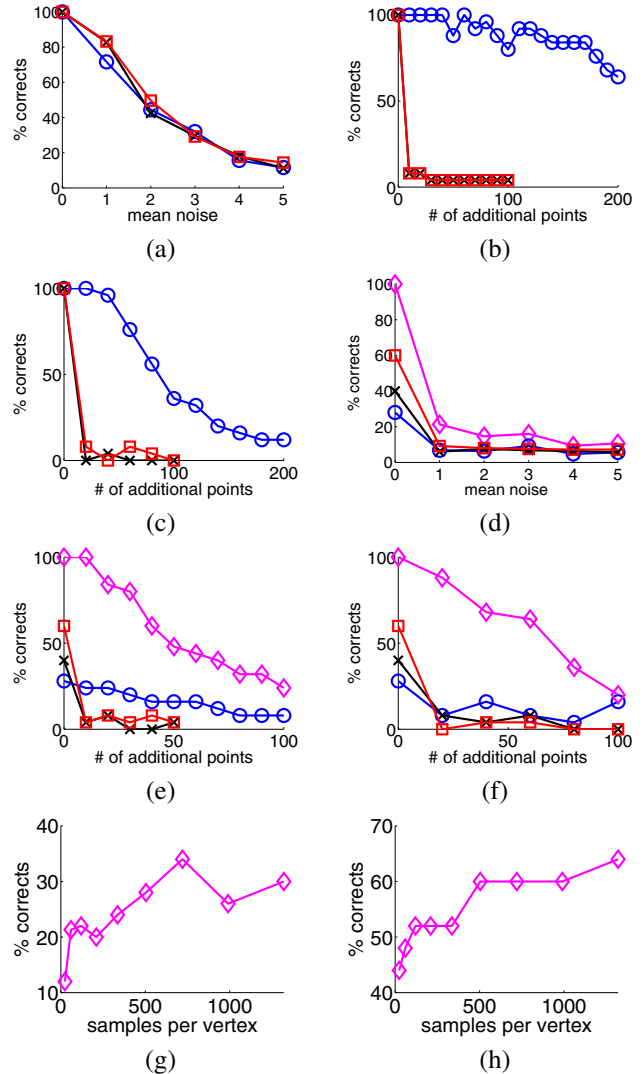 % corrects
100
80
60
40
20
0
0 1 2 3 4 5
mean noise
(a)
% corrects
100
50
0
0 100 200
# of additional points
(b)
% corrects
100
50
0
0 100 200
# of additional points
(c)
% corrects
100
80
60
40
20
0
0 1 2 3 4 5
mean noise
(d)
% corrects
100
50
0
0 50 100
# of additional points
(e)
% corrects
100
50
0
0 50 100
# of additional points
(f)
% corrects
40
30
20
10
0 500 1000
samples per vertex
(g)
% corrects
70
60
50
40
0 500 1000
samples per vertex
(h)